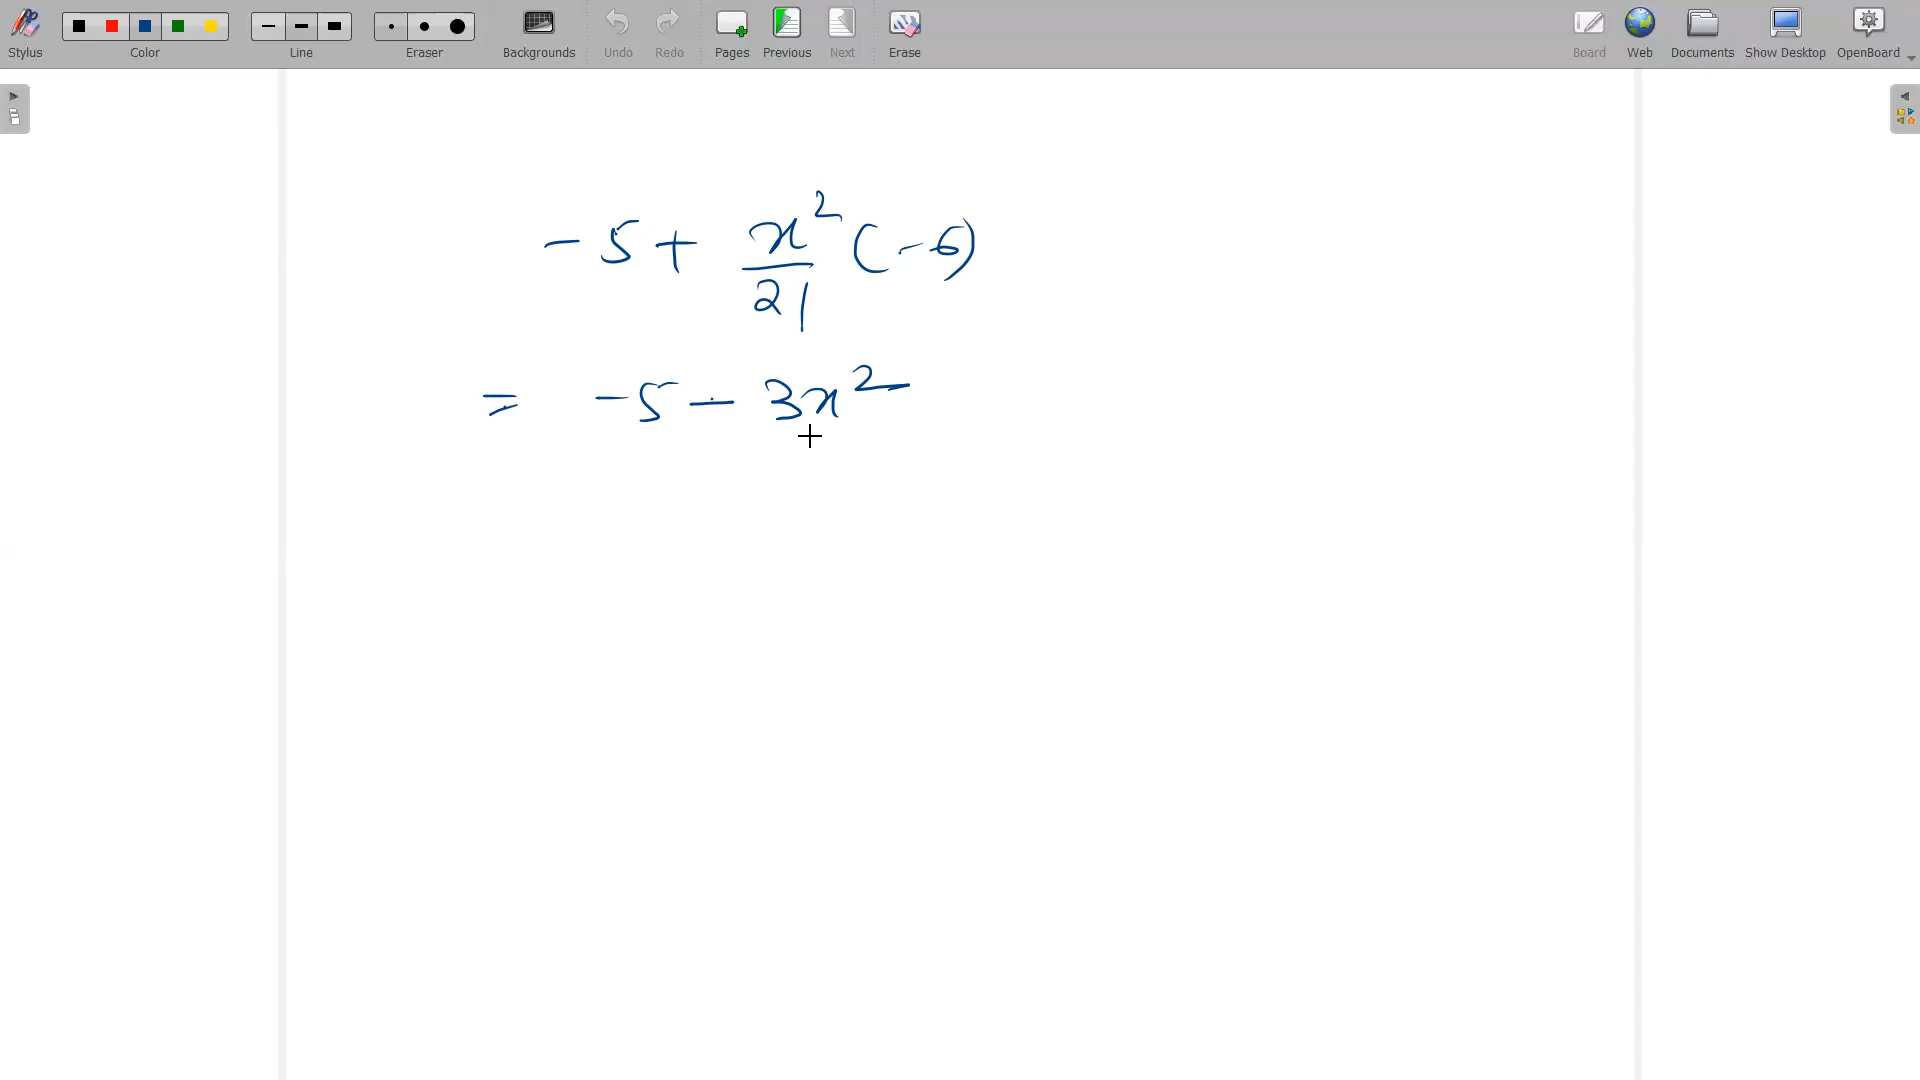 Stylus Color Line Eraser Backgrounds Undo Redo Pages Previous Next Erase Board Web Documents Show Desktop OpenBoard
-5 + x²/2! (-6)
= -5 - 3x²